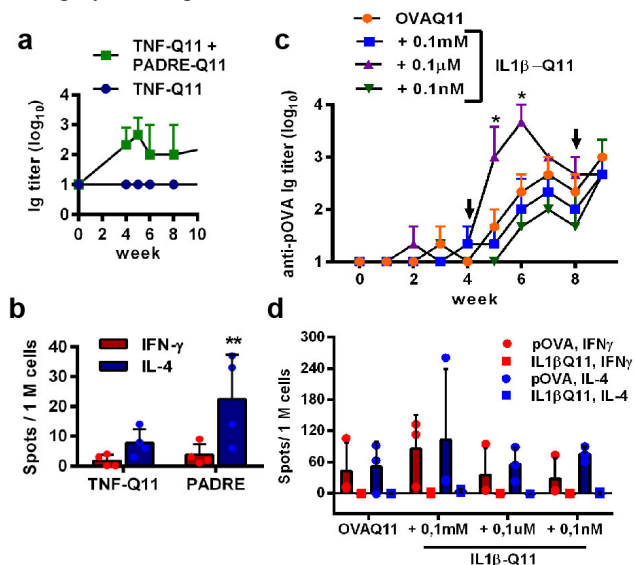 a
TNF-Q11 +
PADRE-Q11
TNF-Q11
Ig titer (log10)
3
2
1
0
0 2 4 6 8 10
week
c
OVAQ11
+ 0.1mM
+ 0.1μM
+ 0.1nM
IL1β–Q11
anti-pOVA Ig titer (log10)
4
3
2
1
* *
0 2 4 6 8
week
b
IFN-γ
IL-4
**
Spots / 1 M cells
40
30
20
10
0
TNF-Q11 PADRE
d
pOVA, IFNγ
IL1βQ11, IFNγ
pOVA, IL-4
IL1βQ11, IL-4
Spots/ 1 M cells
300
240
180
120
60
0
OVAQ11 + 0,1mM + 0,1uM + 0,1nM
IL1β-Q11